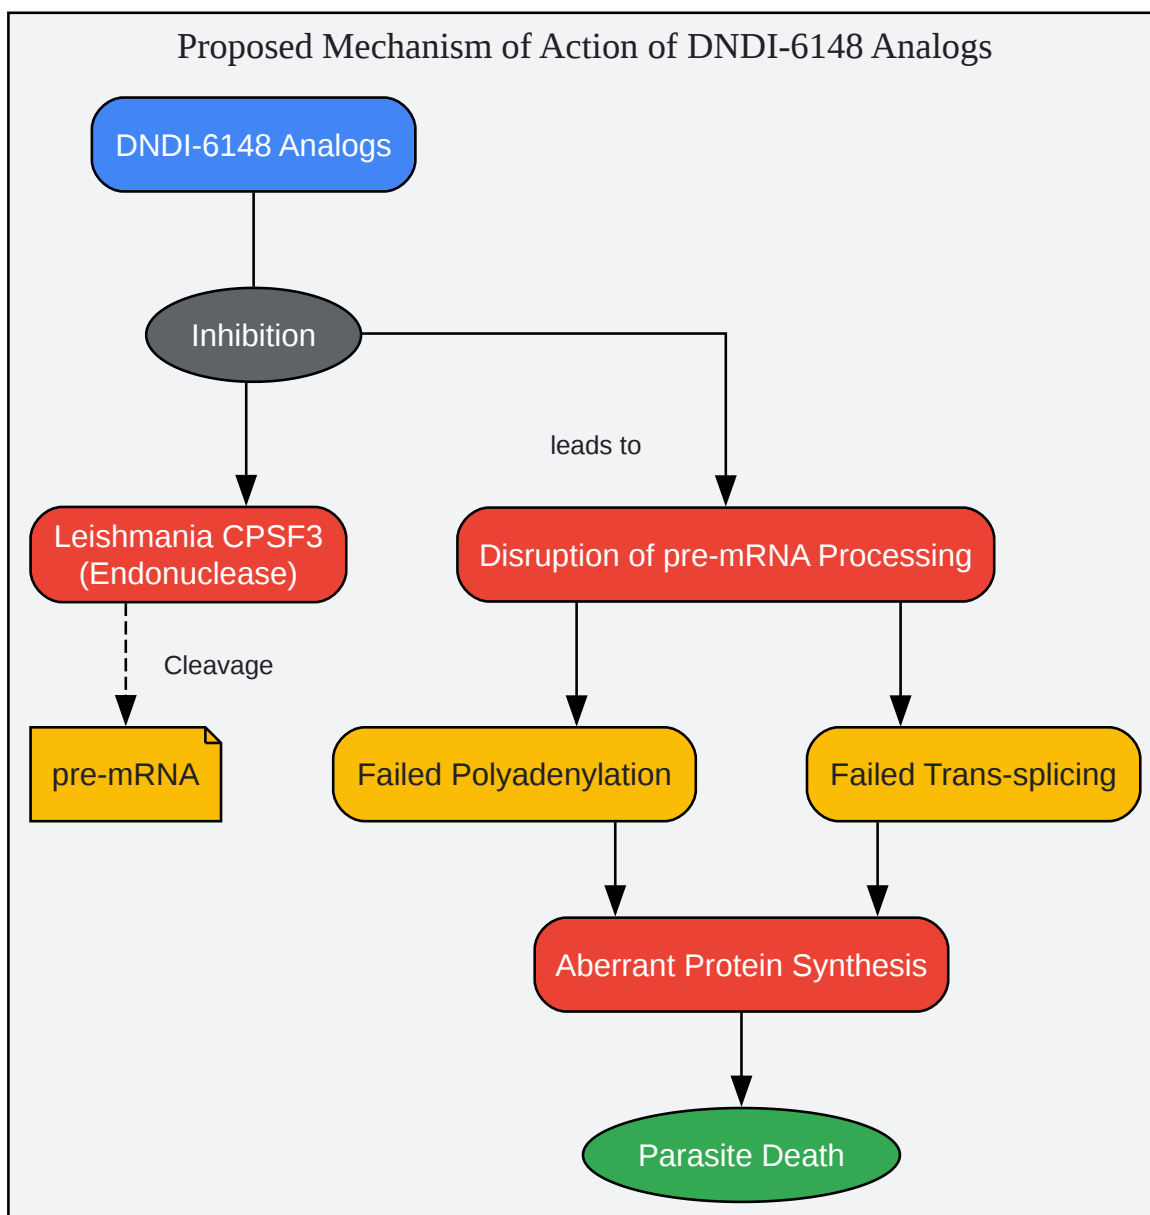 Proposed Mechanism of Action of DNDI-6148 Analogs
DNDI-6148 Analogs
Inhibition
leads to
Leishmania CPSF3
(Endonuclease)
Disruption of pre-mRNA Processing
Cleavage
pre-mRNA
Failed Polyadenylation
Failed Trans-splicing
Aberrant Protein Synthesis
Parasite Death